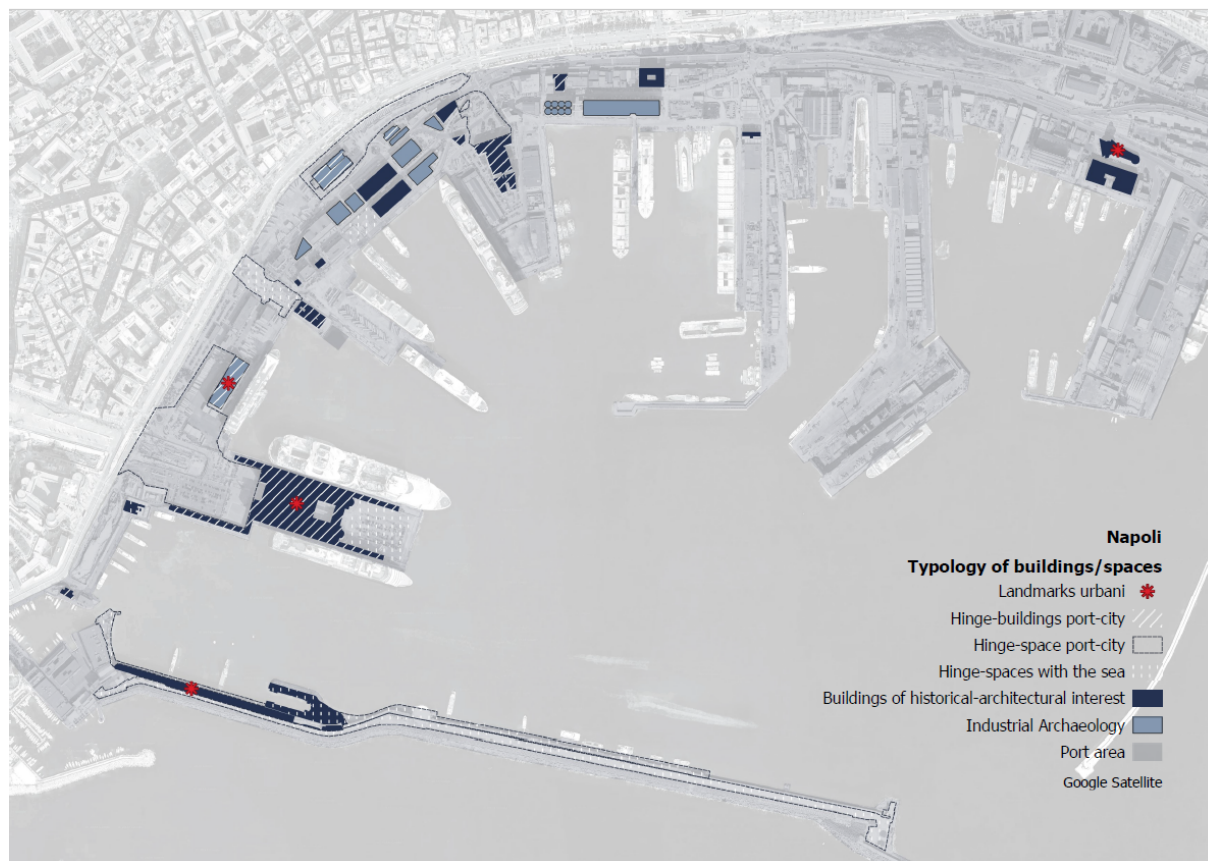 Napoli
Typology of buildings/spaces
Landmarks urbani
Hinge-buildings port-city
Hinge-space port-city
Hinge-spaces with the sea
Buildings of historical-architectural interest
Industrial Archaeology
Port area
Google Satellite